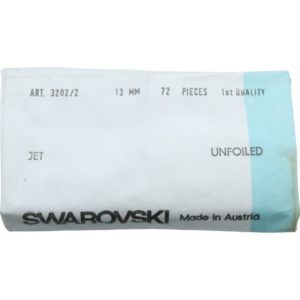 ART. 3202/2 13 MM 72 PIECES 1st QUALITY
JET UNFOILED
SWAROVSKI Made in Austria